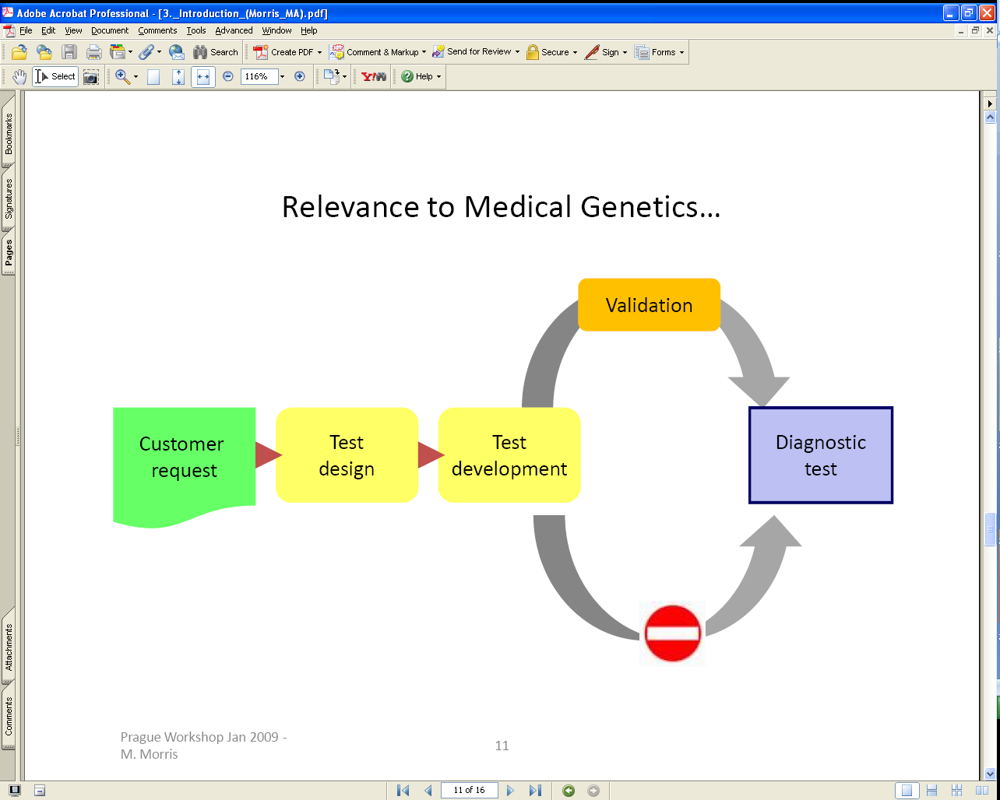 Adobe Acrobat Professional - [3._Introduction_(Morris_MA).pdf]
File Edit View Document Comments Tools Advanced Window Help
Search Create PDF Comment & Markup Send for Review Secure Sign Forms
Select 116% Y! Help
Bookmarks
Signatures
Pages
Attachments
Comments
Relevance to Medical Genetics...
Validation
Customer
request
Test
design
Test
development
Diagnostic
test
Prague Workshop Jan 2009 -
M. Morris
11
11 of 16